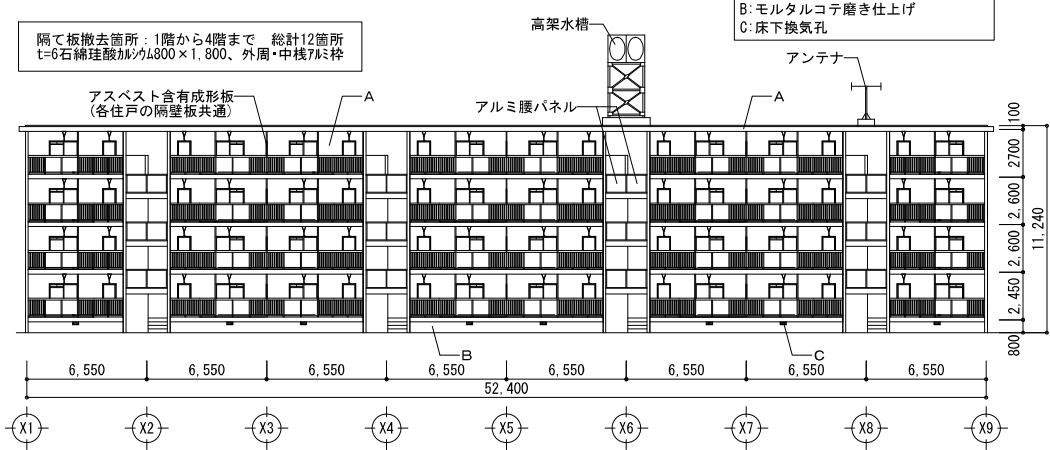 B:モルタルコテ磨き仕上げ
C:床下換気孔
隔て板撤去箇所：1階から4階まで　総計12箇所
t=6石綿珪酸ｶﾙｼｳﾑ800×1,800、外周・中桟ｱﾙﾐ枠
高架水槽
アンテナ
アスベスト含有成形板
(各住戸の隔壁板共通)
A
アルミ腰パネル
A
100
2700
2,600
2,600
2,450
800
11,240
B
C
6,550 6,550 6,550 6,550 6,550 6,550 6,550 6,550
52,400
X1 X2 X3 X4 X5 X6 X7 X8 X9